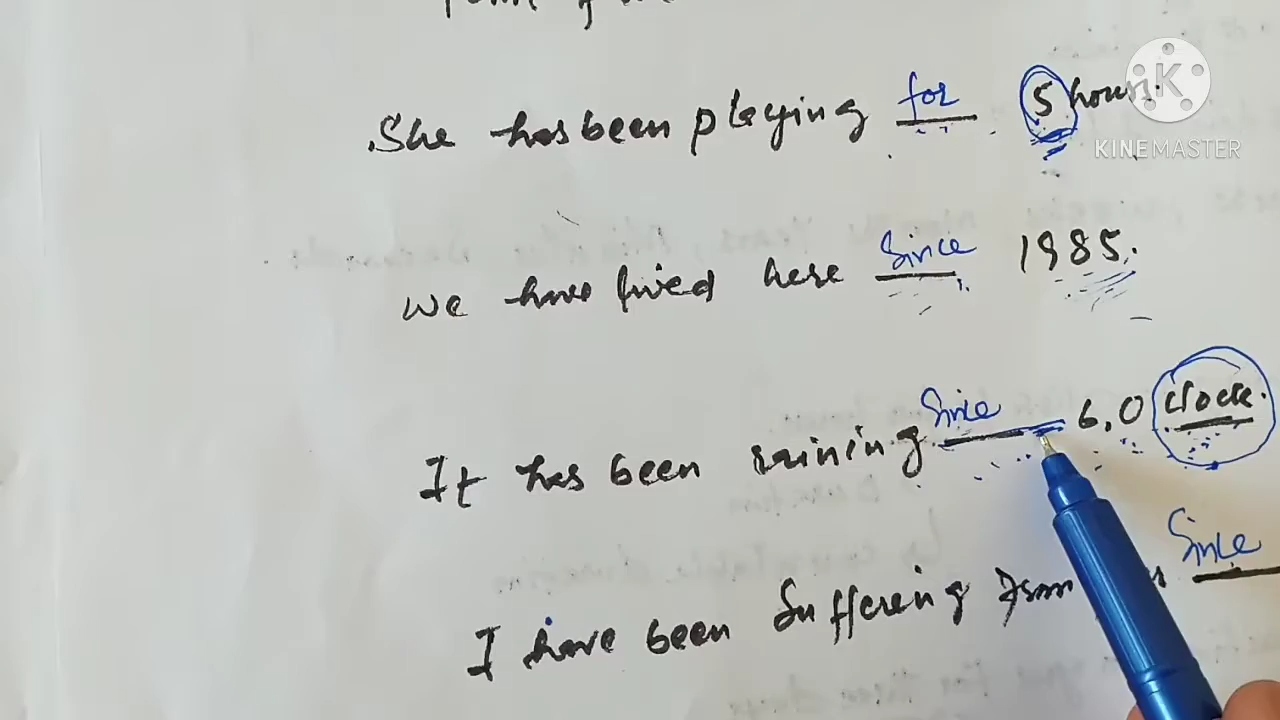 She has been playing for 5 hours.
KINEMASTER
We have lived here Since 1985.
It has been raining Since 6.0 clock.
I have been Suffering from Since